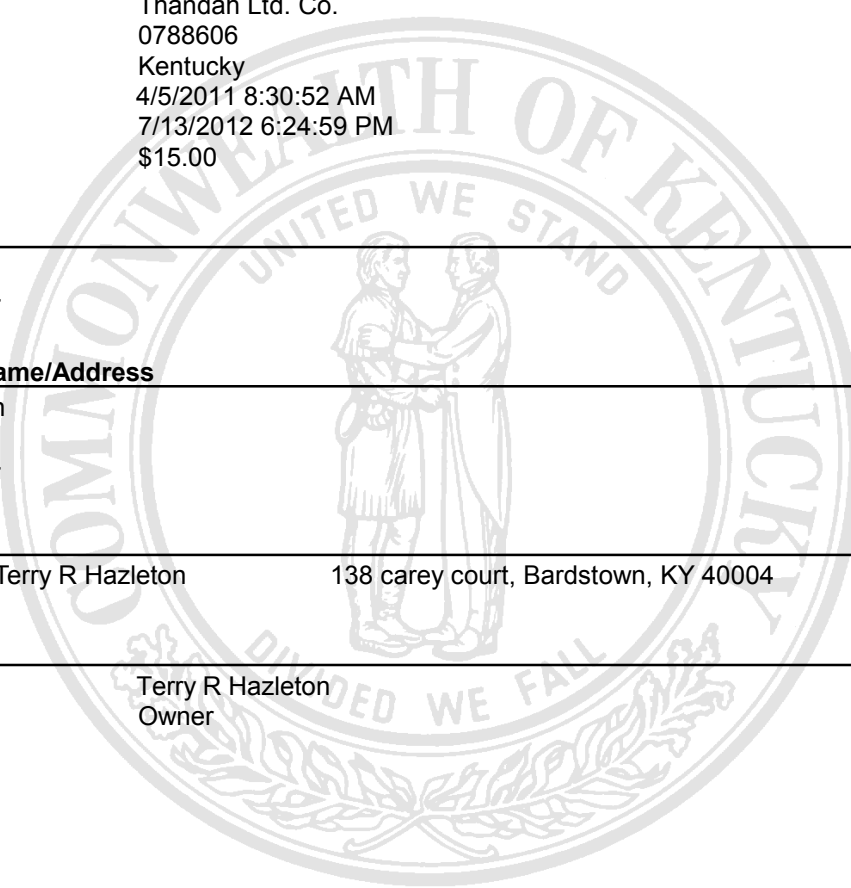 Thandan Ltd. Co.
0788606
Kentucky
4/5/2011 8:30:52 AM
7/13/2012 6:24:59 PM
$15.00
COMMONWEALTH OF KENTUCKY
UNITED WE STAND
ame/Address
n
Terry R Hazleton 138 carey court, Bardstown, KY 40004
DIVIDED WE FALL
Terry R Hazleton
Owner